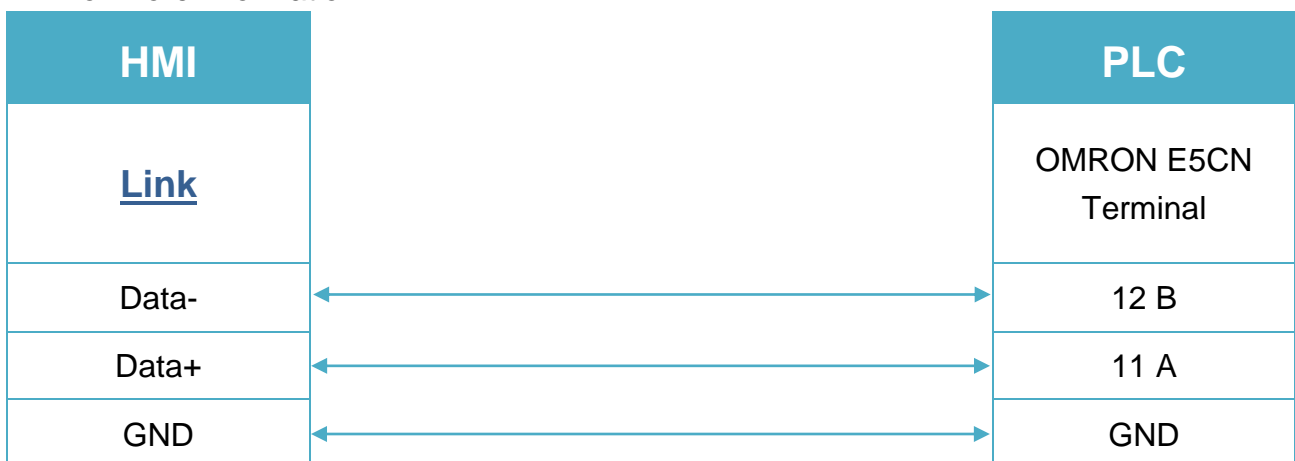 HMI PLC
Link OMRON E5CN
Terminal
Data- 12 B
Data+ 11 A
GND GND